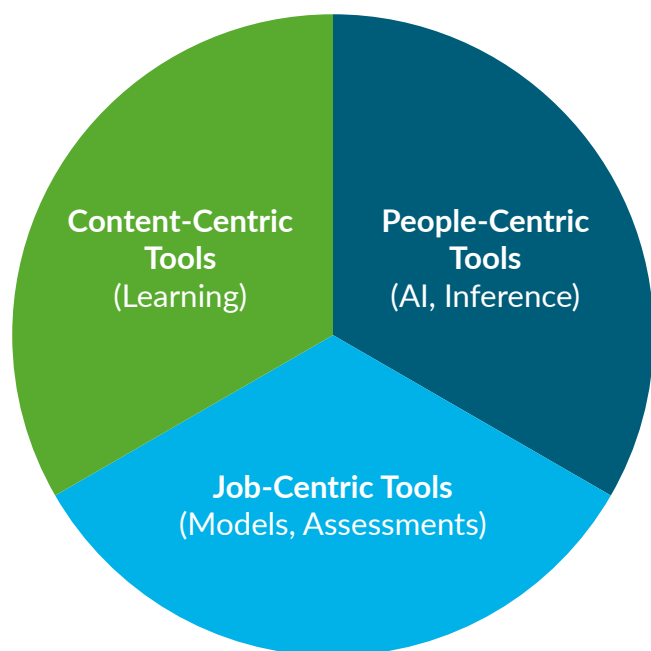 Content-Centric
Tools
(Learning)
People-Centric
Tools
(AI, Inference)
Job-Centric Tools
(Models, Assessments)